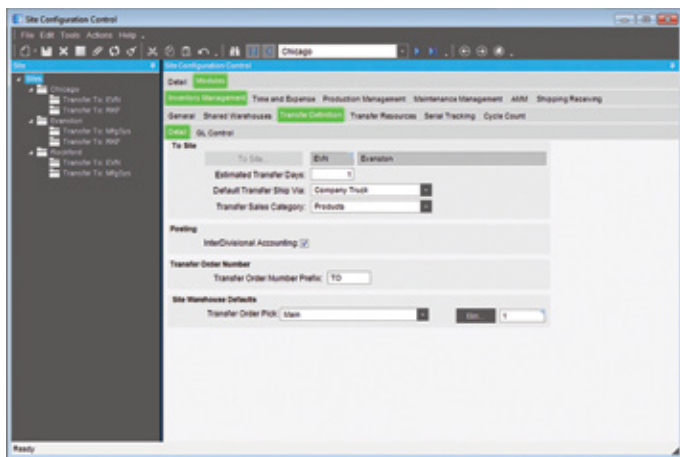 Site Configuration Control
File Edit Tools Actions Help
Chicago
Site
Site Configuration Control
Sites
Chicago
Transfer To: EVN
Transfer To: RKF
Evanston
Transfer To: MfgSys
Transfer To: RKF
Rockford
Transfer To: EVN
Transfer To: MfgSys
Detail Modules
Inventory Management Time and Expense Production Management Maintenance Management AMM Shipping Receiving
General Shared Warehouses Transfer Definition Transfer Resources Serial Tracking Cycle Count
Detail GL Control
To Site
To Site... EVN Evanston
Estimated Transfer Days: 1
Default Transfer Ship Via: Company Truck
Transfer Sales Category: Products
Posting
InterDivisional Accounting:
Transfer Order Number
Transfer Order Number Prefix: TO
Site Warehouse Defaults
Transfer Order Pick: Main Bin... 1
Ready